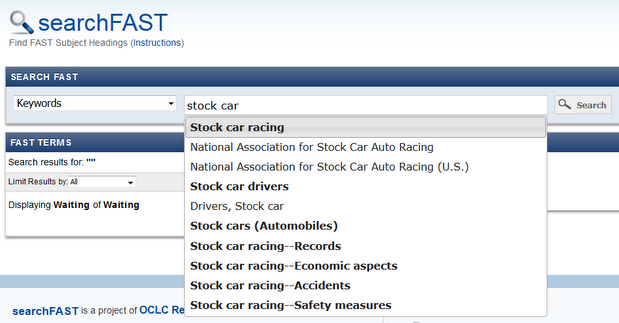 searchFAST
Find FAST Subject Headings (Instructions)
SEARCH FAST
Keywords
stock car
Search
Stock car racing
National Association for Stock Car Auto Racing
National Association for Stock Car Auto Racing (U.S.)
Stock car drivers
Drivers, Stock car
Stock cars (Automobiles)
Stock car racing--Records
Stock car racing--Economic aspects
Stock car racing--Accidents
Stock car racing--Safety measures
FAST TERMS
Search results for: ""
Limit Results by: All
Displaying Waiting of Waiting
searchFAST is a project of OCLC Re